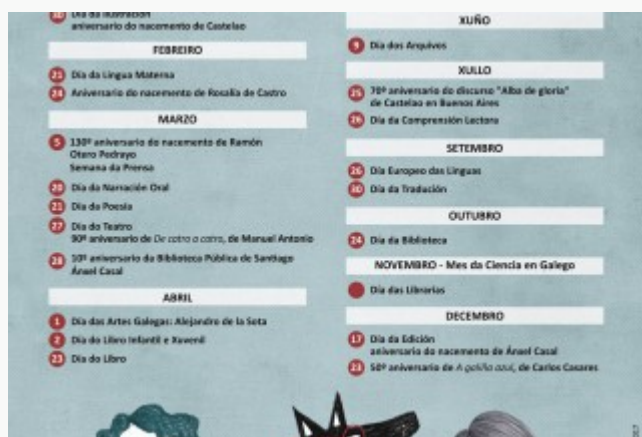 30 Día da Ilustración
aniversario do nacemento de Castelao
FEBREIRO
21 Día da Lingua Materna
24 Aniversario do nacemento de Rosalía de Castro
MARZO
5 130º aniversario do nacemento de Ramón
Otero Pedrayo
Semana da Prensa
20 Día da Narración Oral
21 Día da Poesía
27 Día do Teatro
90º aniversario de De catro a catro, de Manuel Antonio
28 10º aniversario da Biblioteca Pública de Santiago
Ánxel Casal
ABRIL
1 Día das Artes Galegas: Alejandro de la Sota
2 Día do Libro Infantil e Xuvenil
23 Día do Libro
XUÑO
9 Día dos Arquivos
XULLO
25 70º aniversario do discurso "Alba de gloria"
de Castelao en Buenos Aires
26 Día da Comprensión Lectora
SETEMBRO
26 Día Europeo das Linguas
30 Día da Tradución
OUTUBRO
24 Día da Biblioteca
NOVEMBRO - Mes da Ciencia en Galego
Día das Librarías
DECEMBRO
17 Día da Edición
aniversario do nacemento de Ánxel Casal
23 50º aniversario de A galiña azul, de Carlos Casares